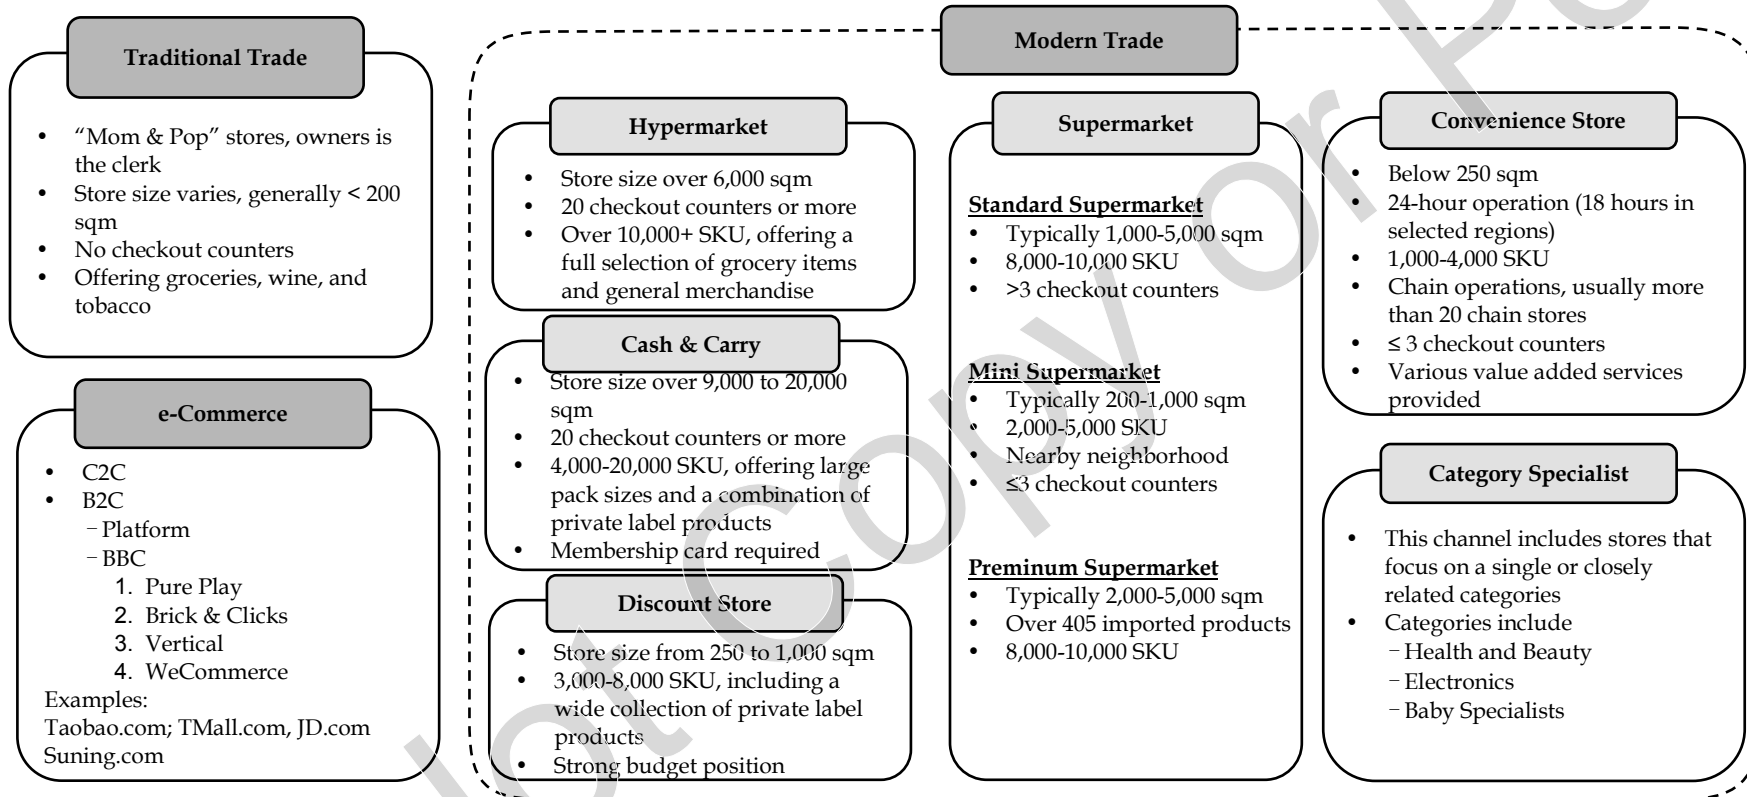 Traditional Trade
• “Mom & Pop” stores, owners is
the clerk
• Store size varies, generally < 200
sqm
• No checkout counters
• Offering groceries, wine, and
tobacco
e-Commerce
• C2C
• B2C
– Platform
– BBC
1. Pure Play
2. Brick & Clicks
3. Vertical
4. WeCommerce
Examples:
Taobao.com; TMall.com, JD.com
Suning.com
Modern Trade
Hypermarket
• Store size over 6,000 sqm
• 20 checkout counters or more
• Over 10,000+ SKU, offering a
full selection of grocery items
and general merchandise
Cash & Carry
• Store size over 9,000 to 20,000
sqm
• 20 checkout counters or more
• 4,000-20,000 SKU, offering large
pack sizes and a combination of
private label products
• Membership card required
Discount Store
• Store size from 250 to 1,000 sqm
• 3,000-8,000 SKU, including a
wide collection of private label
products
• Strong budget position
Supermarket
Standard Supermarket
• Typically 1,000-5,000 sqm
• 8,000-10,000 SKU
• >3 checkout counters
Mini Supermarket
• Typically 200-1,000 sqm
• 2,000-5,000 SKU
• Nearby neighborhood
• ≤3 checkout counters
Preminum Supermarket
• Typically 2,000-5,000 sqm
• Over 405 imported products
• 8,000-10,000 SKU
Convenience Store
• Below 250 sqm
• 24-hour operation (18 hours in
selected regions)
• 1,000-4,000 SKU
• Chain operations, usually more
than 20 chain stores
• ≤ 3 checkout counters
• Various value added services
provided
Category Specialist
• This channel includes stores that
focus on a single or closely
related categories
• Categories include
– Health and Beauty
– Electronics
– Baby Specialists
Copy or